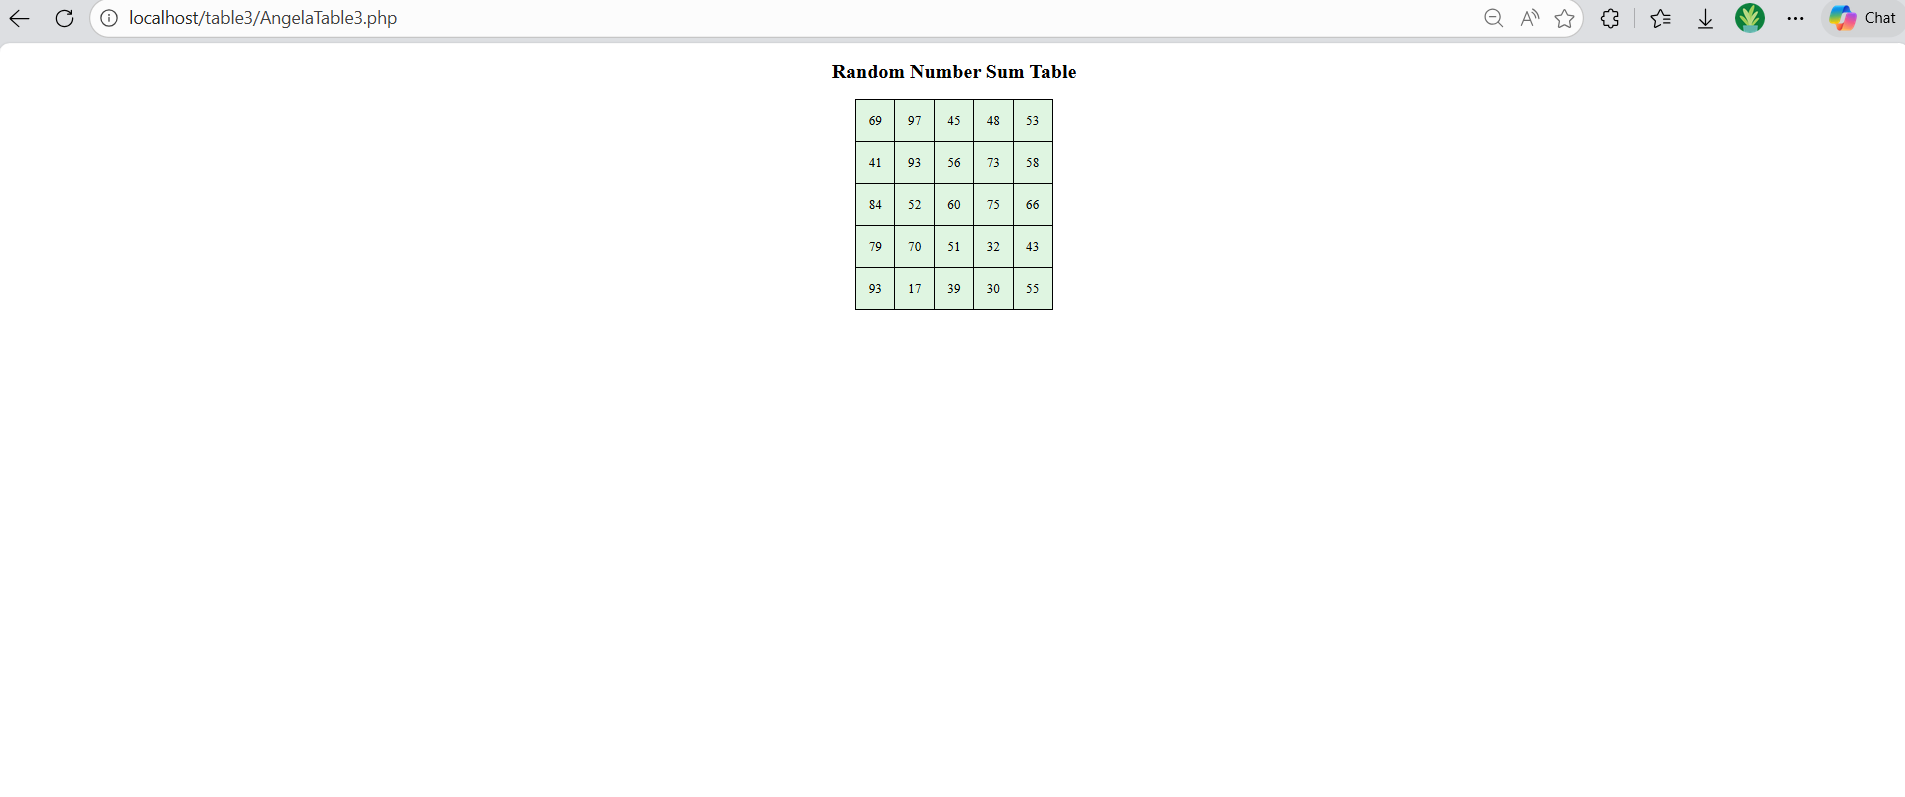 localhost/table3/AngelaTable3.php
Chat
Random Number Sum Table
69 97 45 48 53
41 93 56 73 58
84 52 60 75 66
79 70 51 32 43
93 17 39 30 55